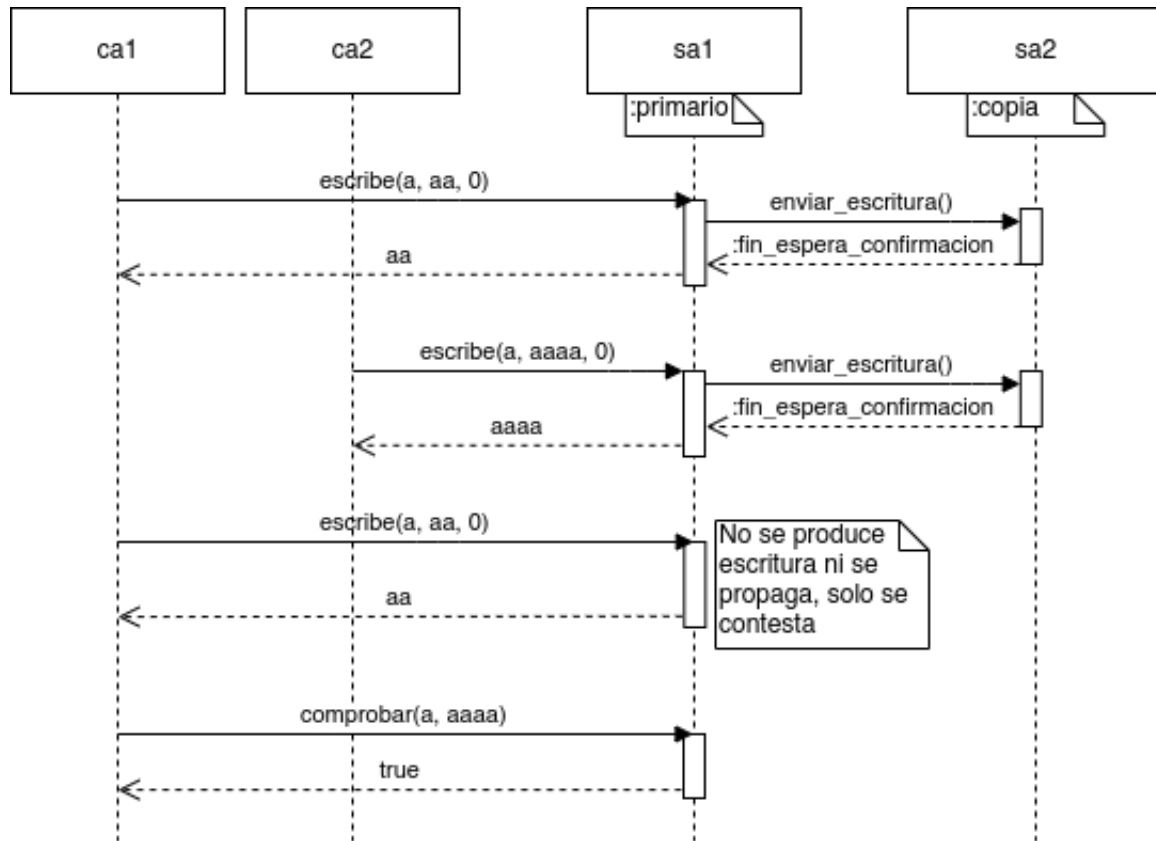 ca1
ca2
sa1
sa2
:primario
:copia
escribe(a, aa, 0)
enviar_escritura()
:fin_espera_confirmacion
aa
escribe(a, aaaa, 0)
enviar_escritura()
:fin_espera_confirmacion
aaaa
escribe(a, aa, 0)
No se produce
escritura ni se
propaga, solo se
contesta
aa
comprobar(a, aaaa)
true